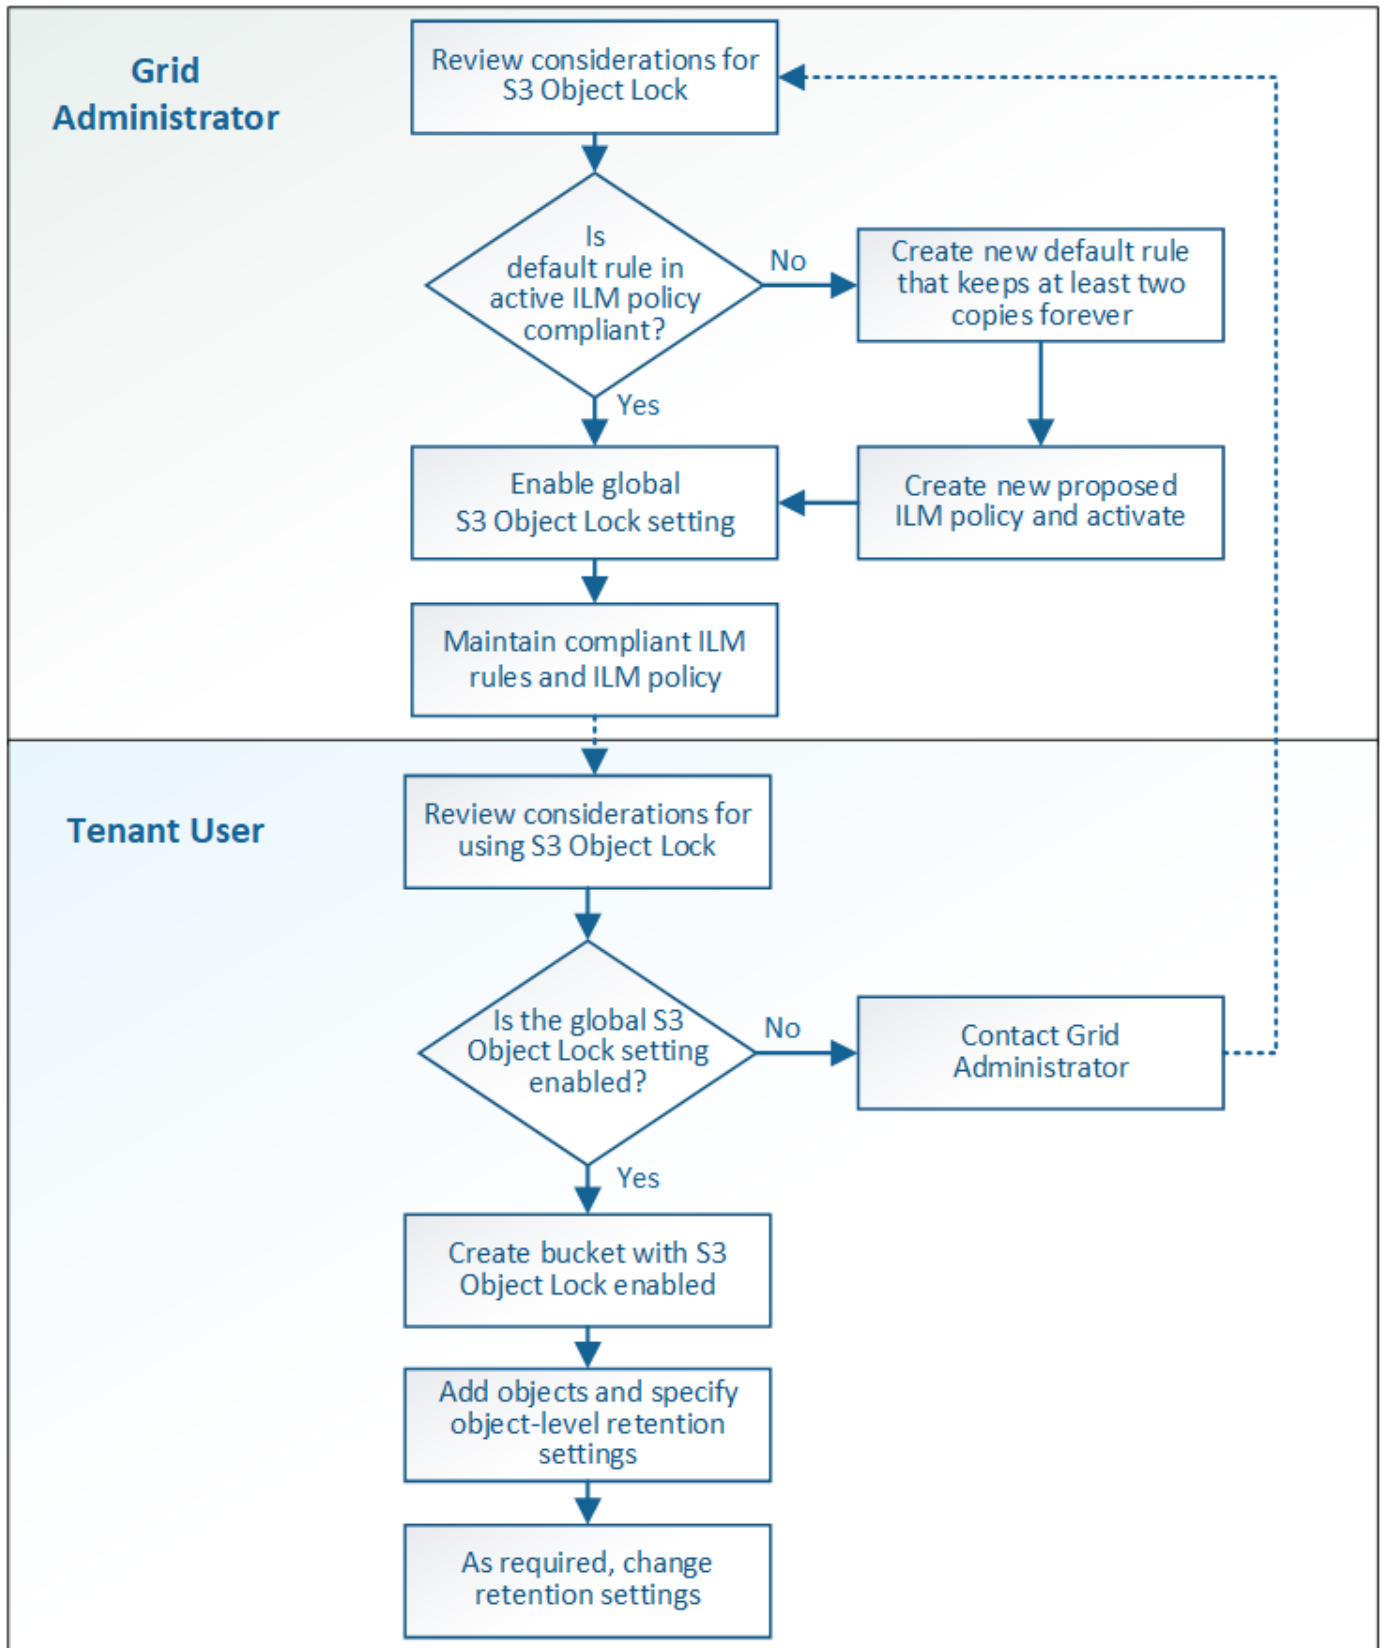 Grid
Administrator
Review considerations for
S3 Object Lock
Is
default rule in
active ILM policy
compliant?
No
Create new default rule
that keeps at least two
copies forever
Yes
Enable global
S3 Object Lock setting
Create new proposed
ILM policy and activate
Maintain compliant ILM
rules and ILM policy
Tenant User
Review considerations for
using S3 Object Lock
Is the global S3
Object Lock setting
enabled?
No
Contact Grid
Administrator
Yes
Create bucket with S3
Object Lock enabled
Add objects and specify
object-level retention
settings
As required, change
retention settings